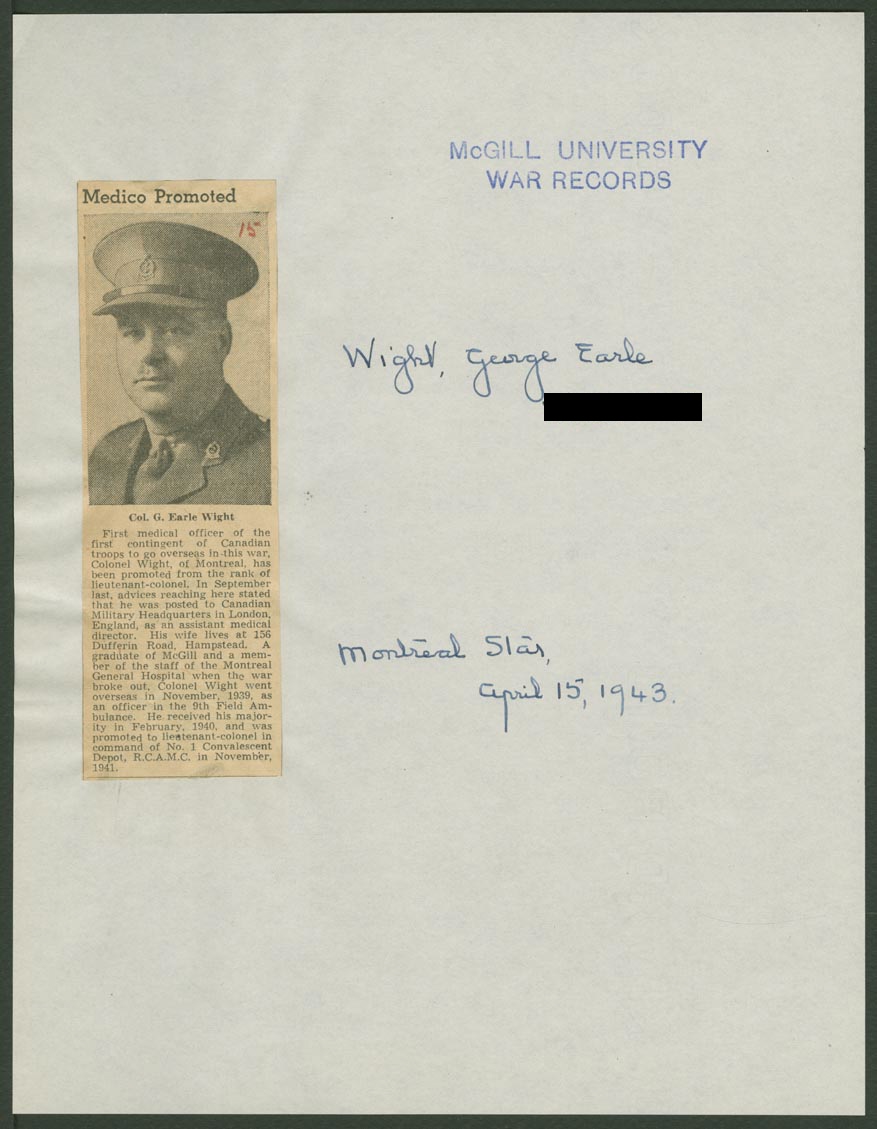 McGILL UNIVERSITY
WAR RECORDS
Medico Promoted
15
Wight, George Earle
Col. G. Earle Wight
First medical officer of the
first contingent of Canadian
troops to go overseas in this war,
Colonel Wight, of Montreal, has
been promoted from the rank of
lieutenant-colonel. In September
last, advices reaching here stated
that he was posted to Canadian
Military Headquarters in London,
England, as an assistant medical
director. His wife lives at 156
Dufferin Road, Hampstead. A
graduate of McGill and a mem-
ber of the staff of the Montreal
General Hospital when the war
broke out, Colonel Wight went
overseas in November, 1939, as
an officer in the 9th Field Am-
bulance. He received his major-
ity in February, 1940, and was
promoted to lieutenant-colonel in
command of No. 1 Convalescent
Depot, R.C.A.M.C. in November,
1941.
Montreal Star,
April 15, 1943.